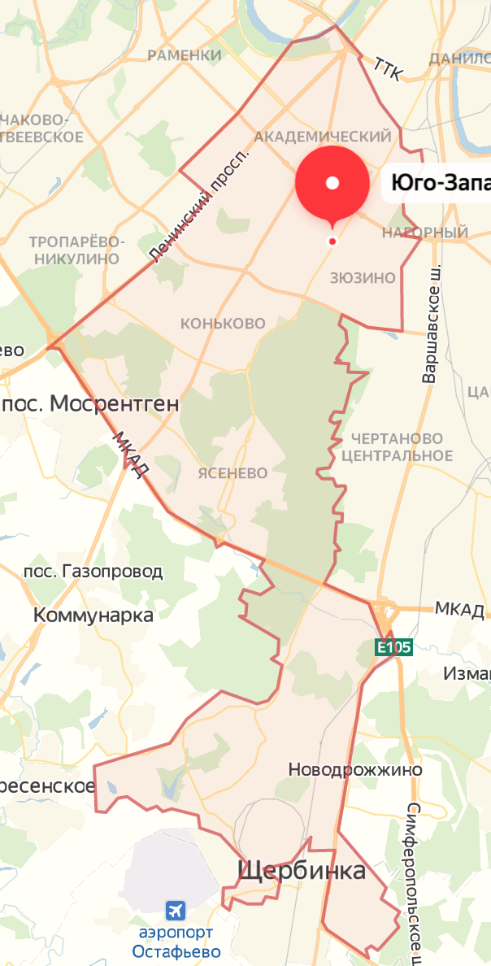 РАМЕНКИ
ТТК
ДАНИЛО
ЧАКОВО-
ТВЕЕВСКОЕ
АКАДЕМИЧЕСКИЙ
Ленинский просп.
Юго-Запа
ТРОПАРЁВО-
НИКУЛИНО
НАГОРНЫЙ
ЗЮЗИНО
Варшавское ш.
КОНЬКОВО
ево
ЦА
пос. Мосрентген
МКАД
ЧЕРТАНОВО
ЦЕНТРАЛЬНОЕ
ЯСЕНЕВО
пос. Газопровод
Коммунарка
МКАД
E105
Измай
Новодрожжино
ресенское
Симферопольское ш
Щербинка
аэропорт
Остафьево